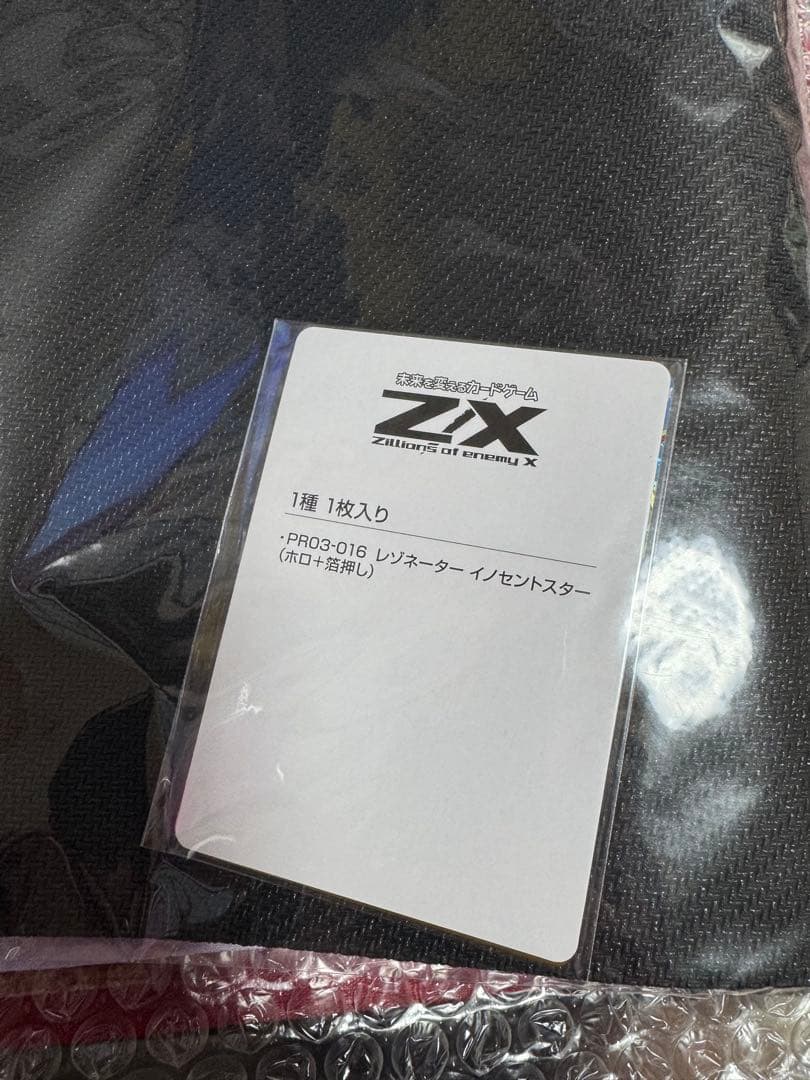 未来を変えるカードゲーム
Z/X
Zillions of enemy X
1種 1枚入り
・PR03-016 レゾネーター イノセントスター
(ホロ+箔押し)